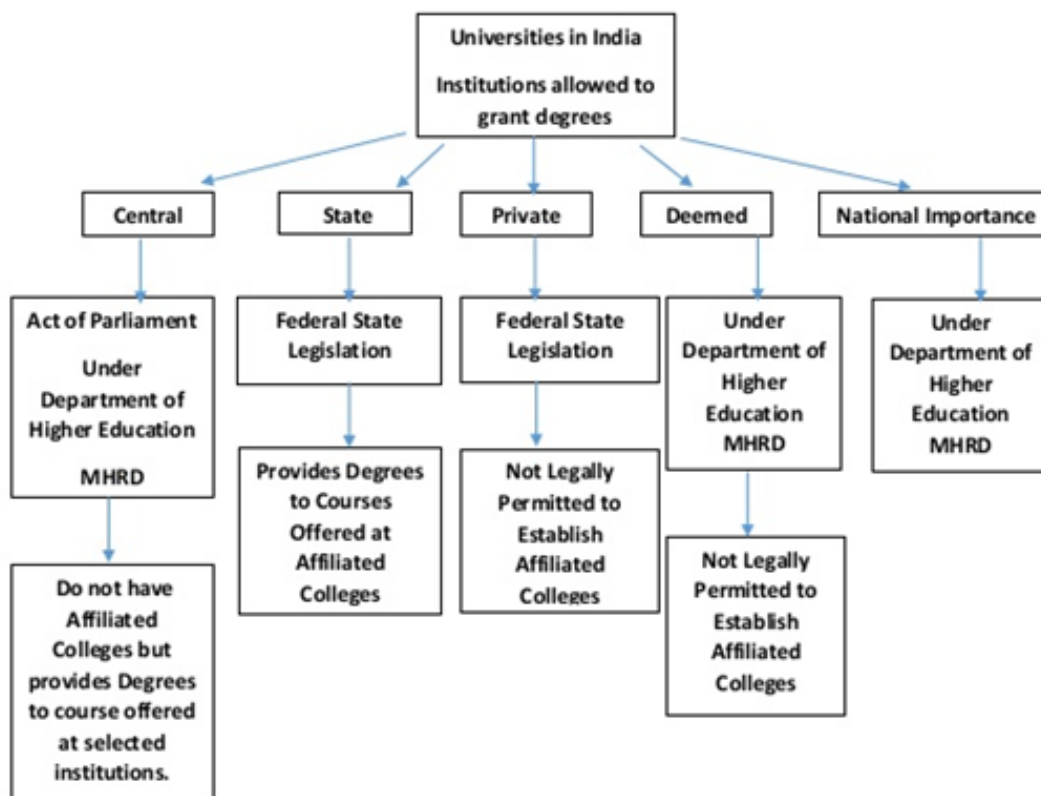 Universities in India
Institutions allowed to
grant degrees
Central
State
Private
Deemed
National Importance
Act of Parliament
Under
Department of
Higher Education
MHRD
Federal State
Legislation
Federal State
Legislation
Under
Department of
Higher
Education
MHRD
Under
Department of
Higher
Education
MHRD
Do not have
Affiliated
Colleges but
provides Degrees
to course offered
at selected
institutions.
Provides Degrees
to Courses
Offered at
Affiliated
Colleges
Not Legally
Permitted to
Establish
Affiliated
Colleges
Not Legally
Permitted to
Establish
Affiliated
Colleges